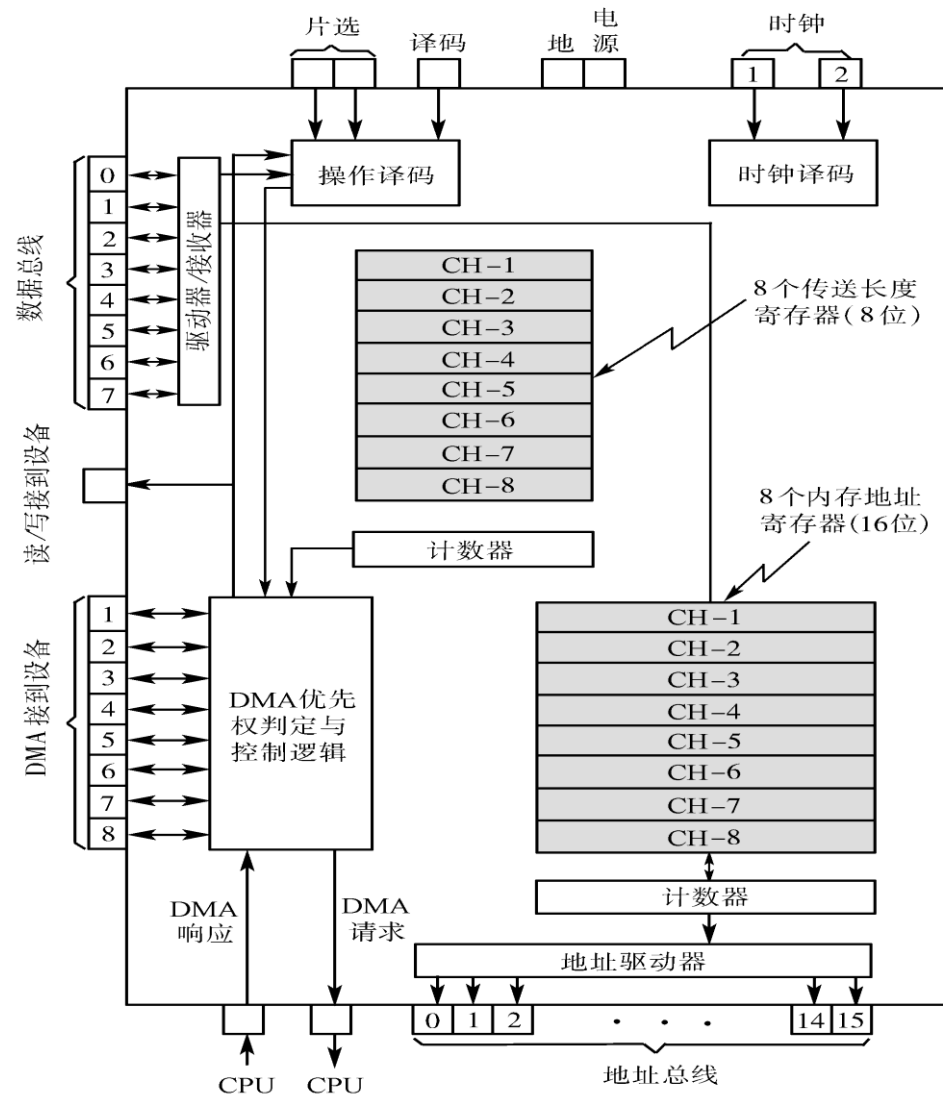 片选
译码
地
电源
时钟
1
2
操作译码
时钟译码
数据总线
0
1
2
3
4
5
6
7
驱动器/接收器
CH-1
CH-2
CH-3
CH-4
CH-5
CH-6
CH-7
CH-8
8个传送长度
寄存器(8位)
读/写接到设备
计数器
8个内存地址
寄存器(16位)
DMA接到设备
1
2
3
4
5
6
7
8
DMA优先
权判定与
控制逻辑
CH-1
CH-2
CH-3
CH-4
CH-5
CH-6
CH-7
CH-8
计数器
DMA
响应
DMA
请求
地址驱动器
0
1
2
· · ·
14
15
CPU
CPU
地址总线